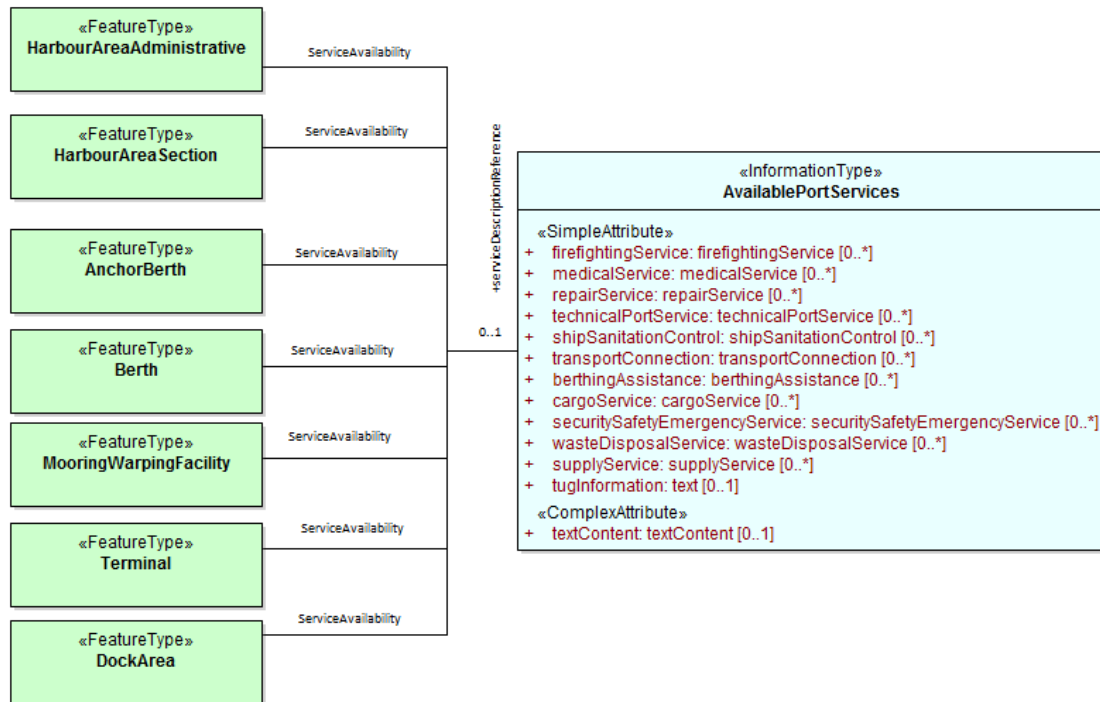 «FeatureType»
HarbourAreaAdministrative
ServiceAvailability
«FeatureType»
HarbourAreaSection
ServiceAvailability
«FeatureType»
AnchorBerth
ServiceAvailability
«FeatureType»
Berth
ServiceAvailability
«FeatureType»
MooringWarpingFacility
ServiceAvailability
«FeatureType»
Terminal
ServiceAvailability
«FeatureType»
DockArea
ServiceAvailability
+serviceDescriptionReference
0..1
«InformationType»
AvailablePortServices
«SimpleAttribute»
+ firefightingService: firefightingService [0..*]
+ medicalService: medicalService [0..*]
+ repairService: repairService [0..*]
+ technicalPortService: technicalPortService [0..*]
+ shipSanitationControl: shipSanitationControl [0..*]
+ transportConnection: transportConnection [0..*]
+ berthingAssistance: berthingAssistance [0..*]
+ cargoService: cargoService [0..*]
+ securitySafetyEmergencyService: securitySafetyEmergencyService [0..*]
+ wasteDisposalService: wasteDisposalService [0..*]
+ supplyService: supplyService [0..*]
+ tugInformation: text [0..1]
«ComplexAttribute»
+ textContent: textContent [0..1]